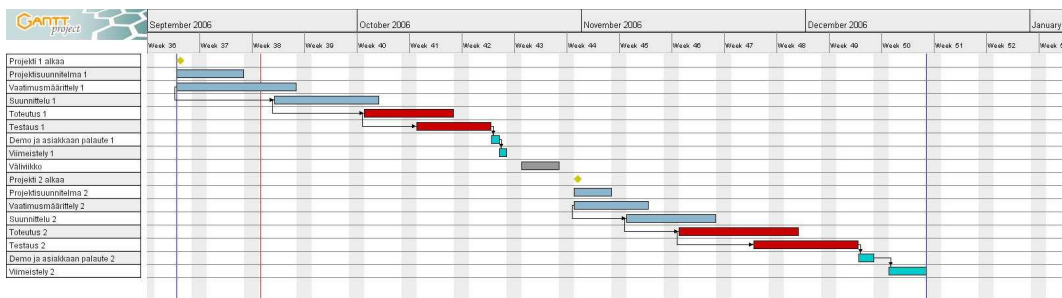 GANTT project
September 2006 October 2006 November 2006 December 2006 January
Week 36 Week 37 Week 38 Week 39 Week 40 Week 41 Week 42 Week 43 Week 44 Week 45 Week 46 Week 47 Week 48 Week 49 Week 50 Week 51 Week 52 Week
Projekti 1 alkaa
Projektisuunnitelma 1
Vaatimusmäärittely 1
Suunnittelu 1
Toteutus 1
Testaus 1
Demo ja asiakkaan palaute 1
Viimeistely 1
Väliviikko
Projekti 2 alkaa
Projektisuunnitelma 2
Vaatimusmäärittely 2
Suunnittelu 2
Toteutus 2
Testaus 2
Demo ja asiakkaan palaute 2
Viimeistely 2